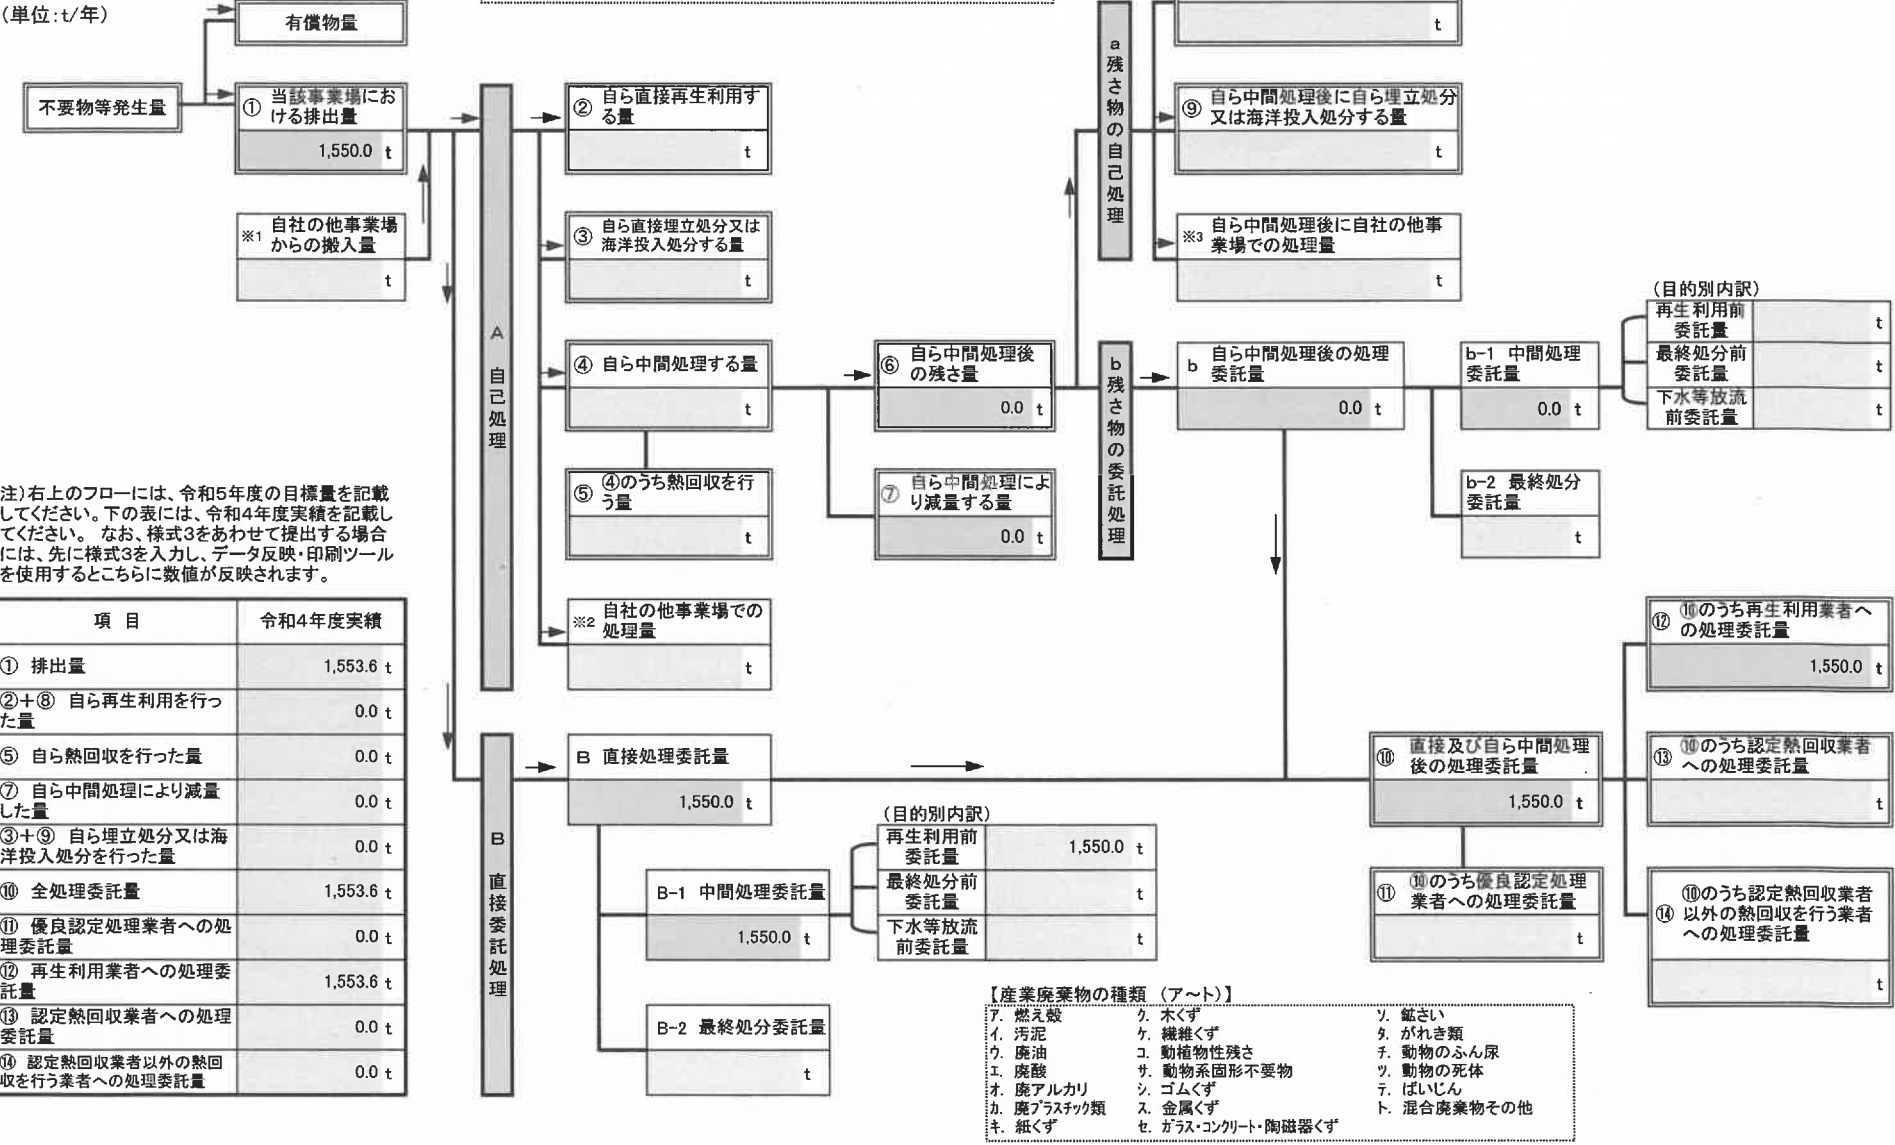 (単位:t/年)
有償物量
t
不要物等発生量
① 当該事業場にお
ける排出量
1,550.0 t
※1 自社の他事業場
からの搬入量
t
A 自己処理
② 自ら直接再生利用す
る量
t
③ 自ら直接埋立処分又は
海洋投入処分する量
t
④ 自ら中間処理する量
t
⑤ ④のうち熱回収を行
う量
t
※2 自社の他事業場での
処理量
t
⑥ 自ら中間処理後
の残さ量
0.0 t
⑦ 自ら中間処理によ
り減量する量
0.0 t
a 残さ物の自己処理
⑨ 自ら中間処理後に自ら埋立処分
又は海洋投入処分する量
t
※3 自ら中間処理後に自社の他事
業場での処理量
t
b 残さ物の委託処理
b 自ら中間処理後の処理
委託量
0.0 t
b-1 中間処理
委託量
0.0 t
b-2 最終処分
委託量
t
(目的別内訳)
再生利用前
委託量
t
最終処分前
委託量
t
下水等放流
前委託量
t
注)右上のフローには、令和5年度の目標量を記載
してください。下の表には、令和4年度実績を記載し
てください。 なお、様式3をあわせて提出する場合
には、先に様式3を入力し、データ反映・印刷ツール
を使用するとこちらに数値が反映されます。
項 目 令和4年度実績
① 排出量 1,553.6 t
②+⑧ 自ら再生利用を行っ
た量 0.0 t
⑤ 自ら熱回収を行った量 0.0 t
⑦ 自ら中間処理により減量
した量 0.0 t
③+⑨ 自ら埋立処分又は海
洋投入処分を行った量 0.0 t
⑩ 全処理委託量 1,553.6 t
⑪ 優良認定処理業者への処
理委託量 0.0 t
⑫ 再生利用業者への処理委
託量 1,553.6 t
⑬ 認定熱回収業者への処理
委託量 0.0 t
⑭ 認定熱回収業者以外の熱回
収を行う業者への処理委託量 0.0 t
B 直接委託処理
B 直接処理委託量
1,550.0 t
B-1 中間処理委託量
1,550.0 t
B-2 最終処分委託量
t
(目的別内訳)
再生利用前
委託量
1,550.0 t
最終処分前
委託量
t
下水等放流
前委託量
t
⑩ 直接及び自ら中間処理
後の処理委託量
1,550.0 t
⑪ ⑩のうち優良認定処理
業者への処理委託量
t
⑫ ⑩のうち再生利用業者へ
の処理委託量
1,550.0 t
⑬ ⑩のうち認定熱回収業者
への処理委託量
t
⑭ ⑩のうち認定熱回収業者
以外の熱回収を行う業者
への処理委託量
t
【産業廃棄物の種類 (ア~ト)】
ア. 燃え殻 ク. 木くず ソ. 鉱さい
イ. 汚泥 ケ. 繊維くず タ. がれき類
ウ. 廃油 コ. 動植物性残さ チ. 動物のふん尿
エ. 廃酸 サ. 動物系固形不要物 ツ. 動物の死体
オ. 廃アルカリ シ. ゴムくず テ. ばいじん
カ. 廃プラスチック類 ス. 金属くず ト. 混合廃棄物その他
キ. 紙くず セ. ガラス・コンクリート・陶磁器くず